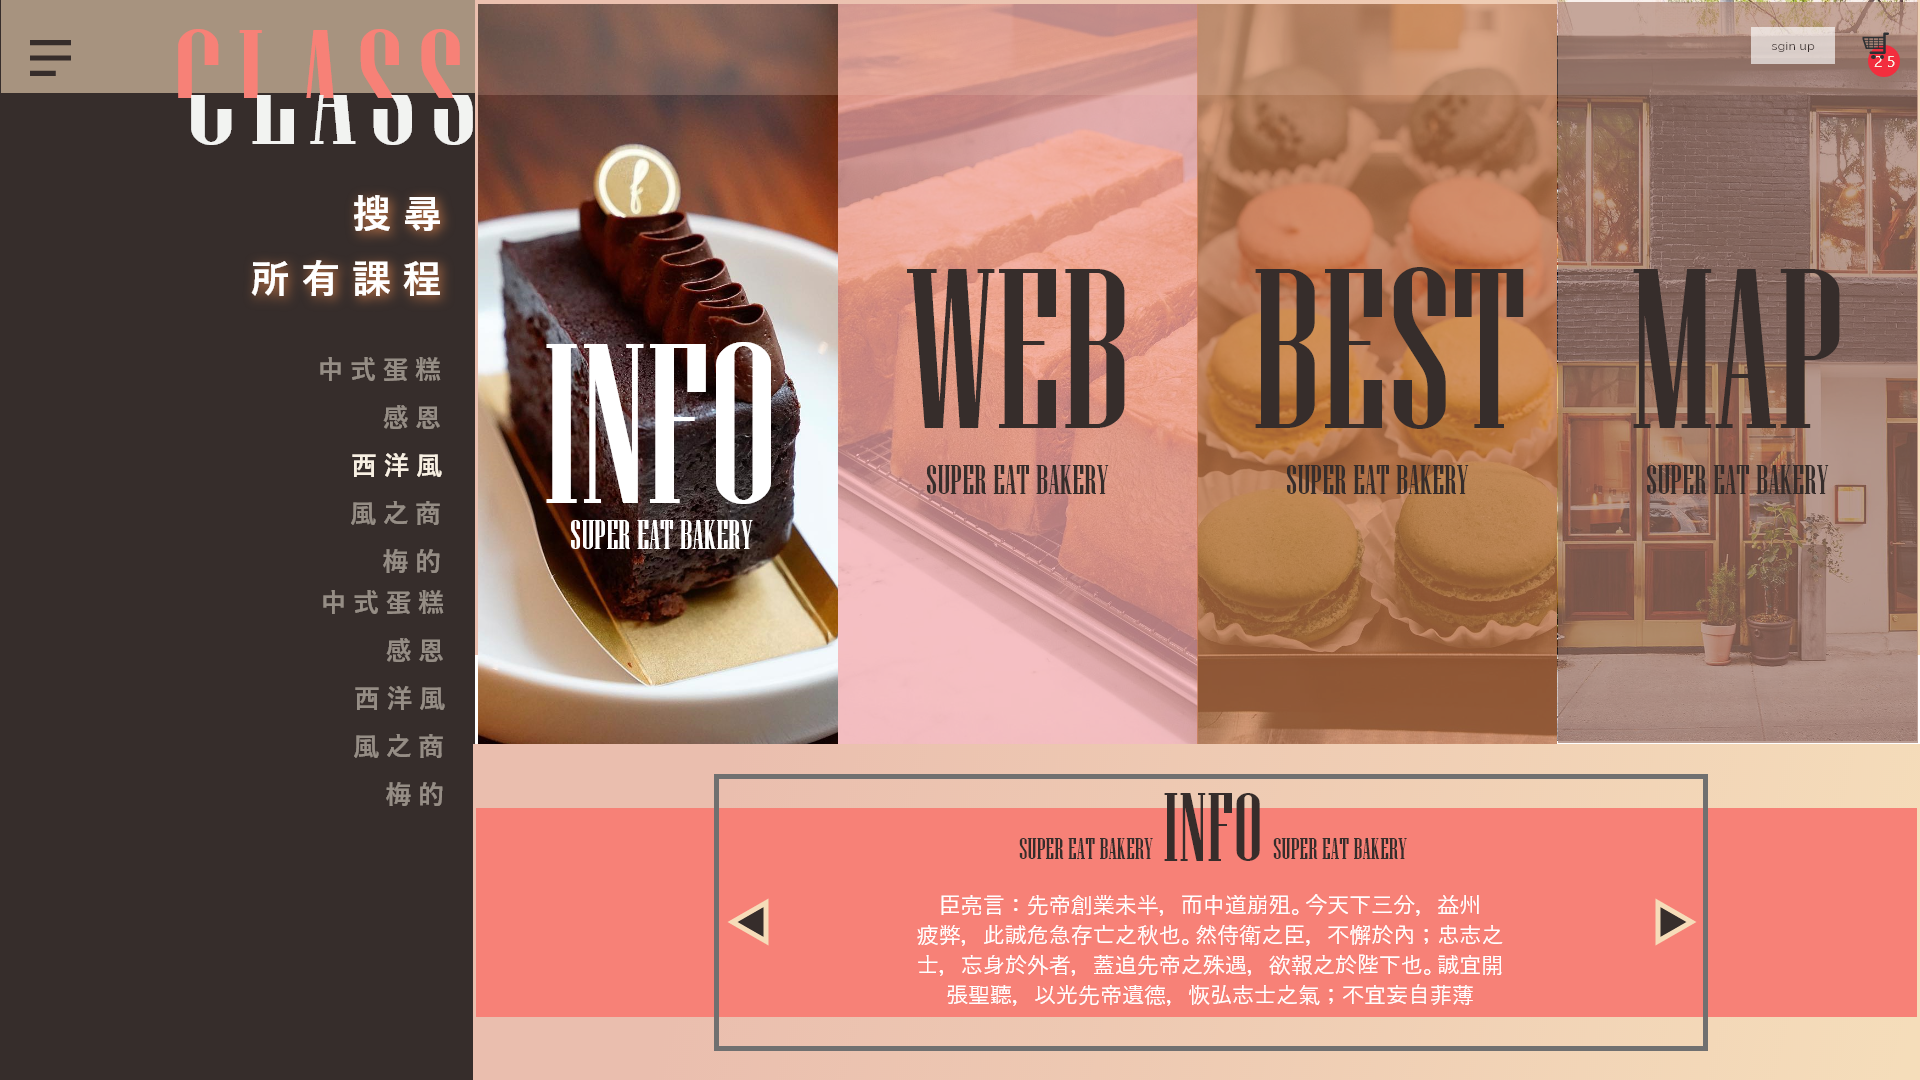 CLASS
搜尋
所有課程
中式蛋糕
感恩
西洋風
風之商
梅的
中式蛋糕
感恩
西洋風
風之商
梅的
INFO
SUPER EAT BAKERY
WEB
SUPER EAT BAKERY
BEST
SUPER EAT BAKERY
MAP
SUPER EAT BAKERY
sgin up
25
SUPER EAT BAKERY INFO SUPER EAT BAKERY
臣亮言：先帝創業未半，而中道崩殂。今天下三分，益州
疲弊，此誠危急存亡之秋也。然侍衛之臣，不懈於內；忠志之
士，忘身於外者，蓋追先帝之殊遇，欲報之於陛下也。誠宜開
張聖聽，以光先帝遺德，恢弘志士之氣；不宜妄自菲薄